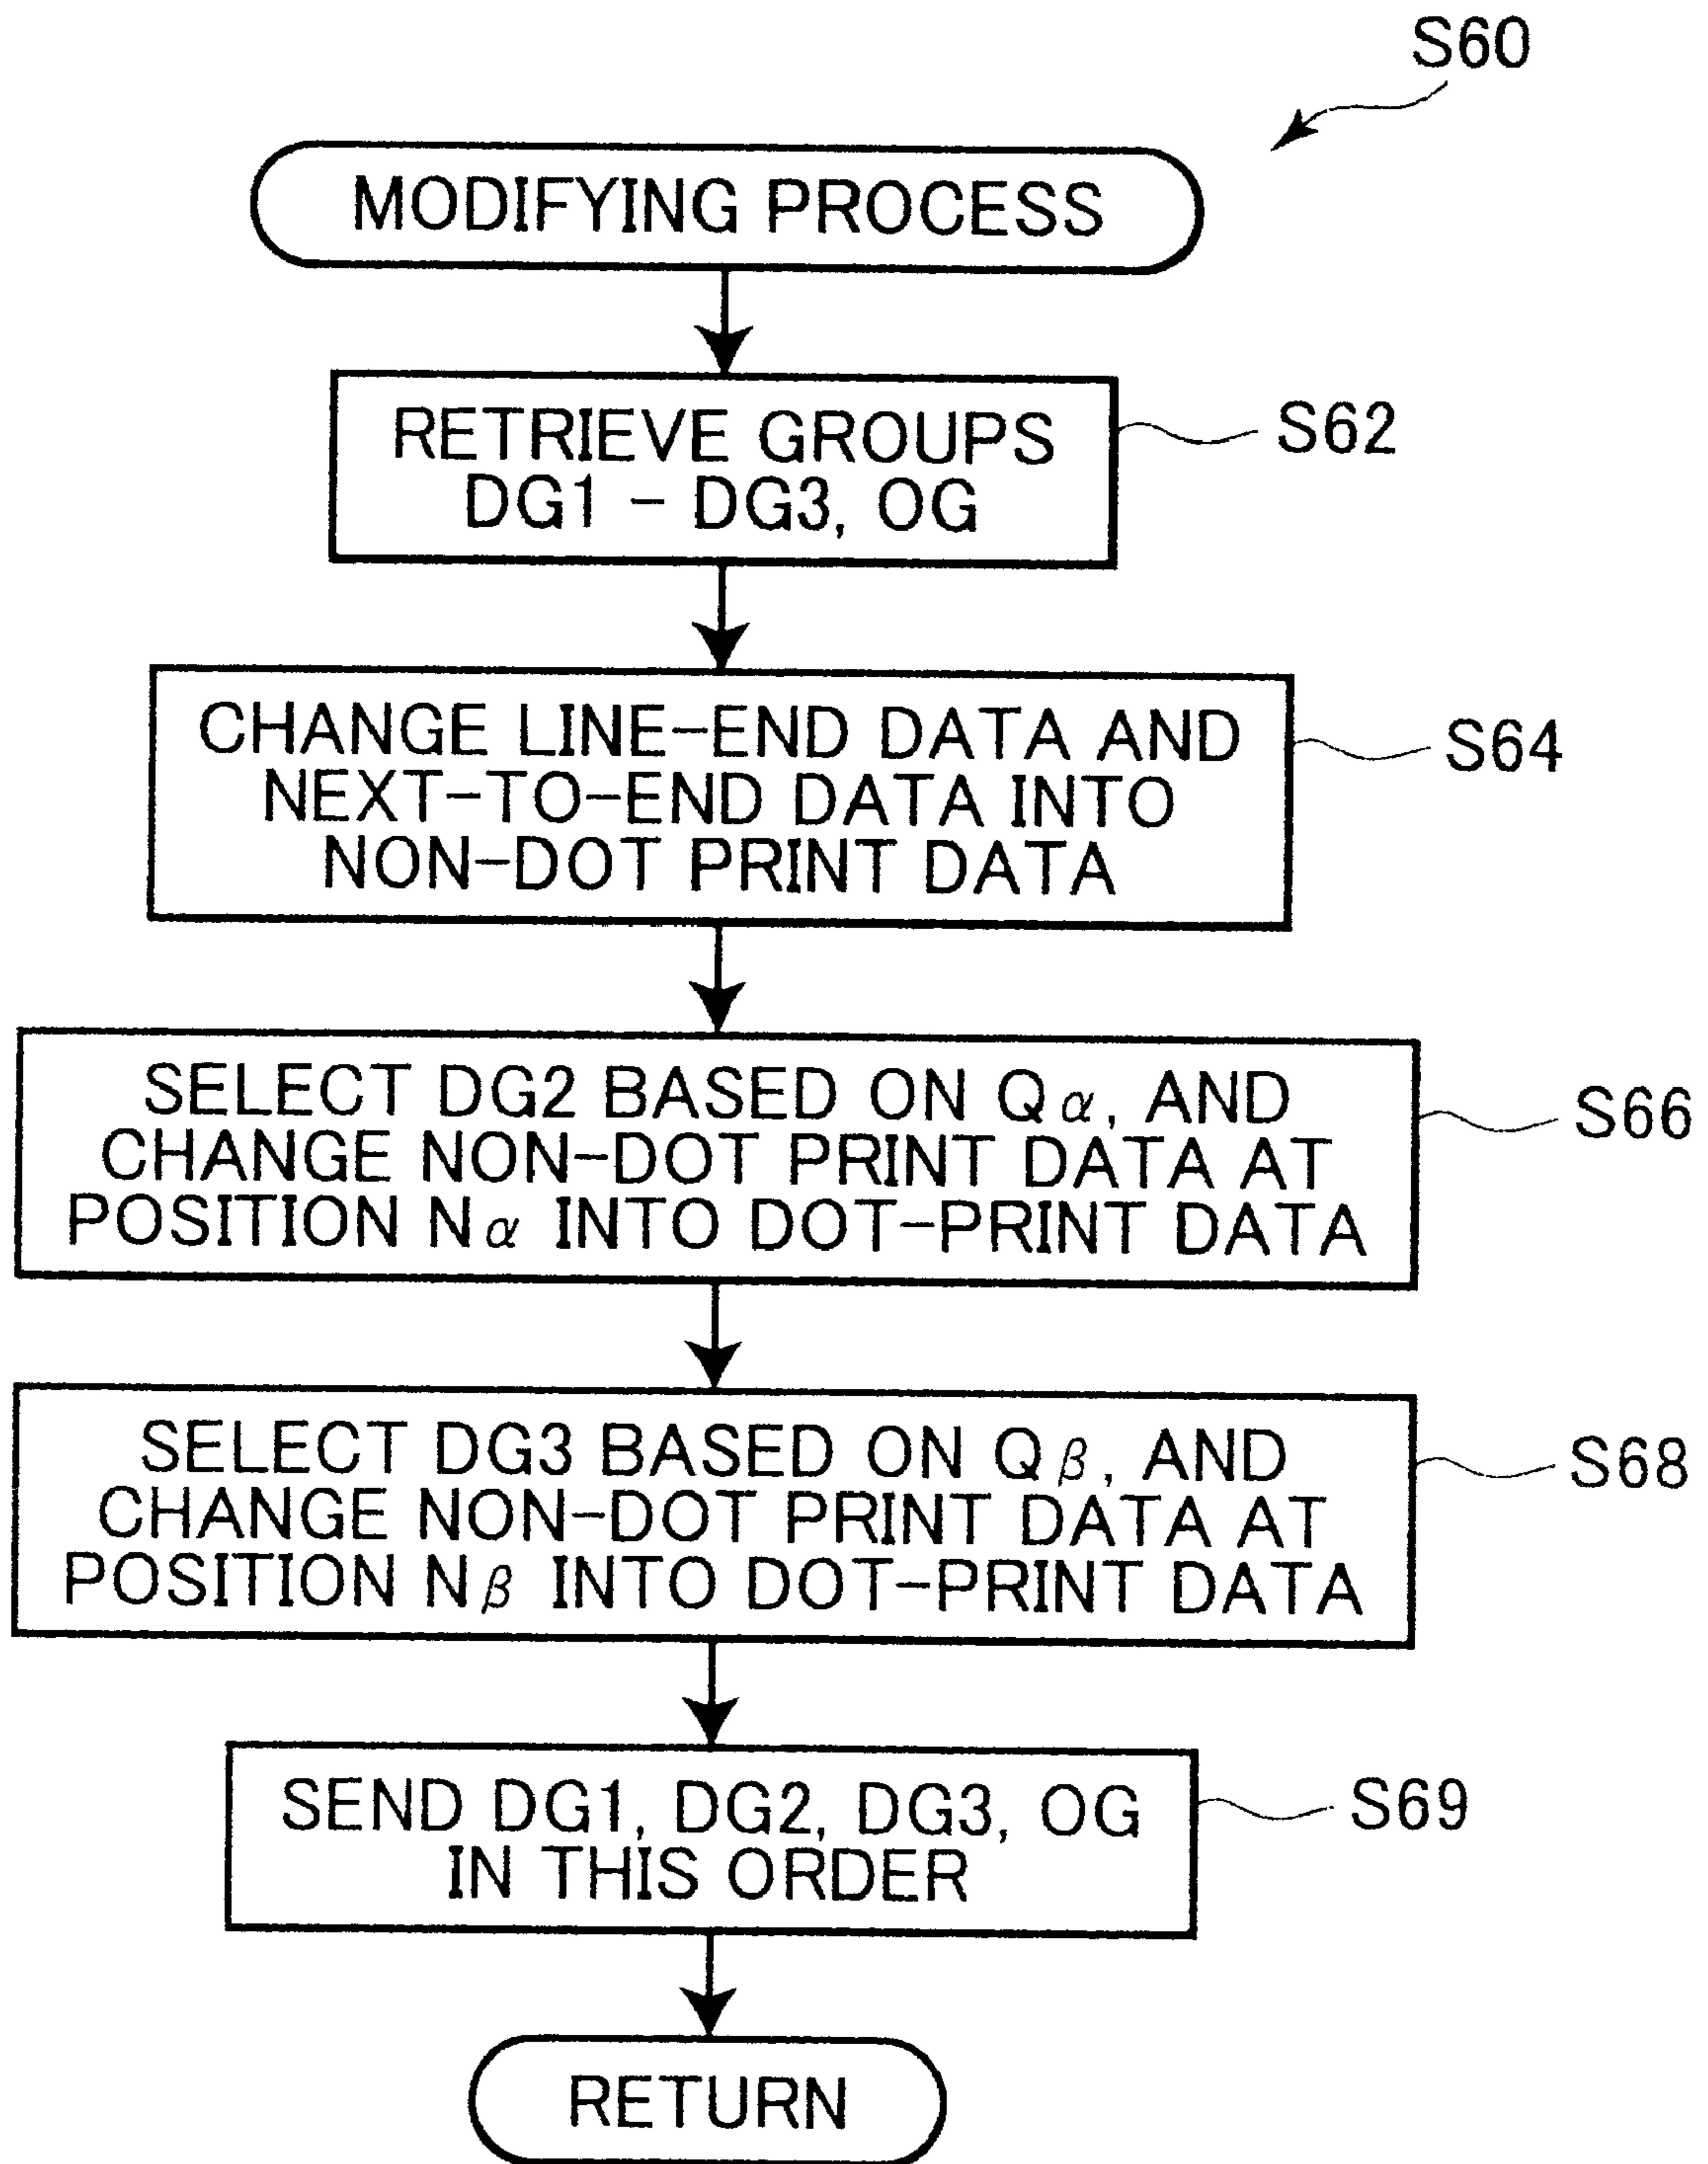 S60
MODIFYING PROCESS
RETRIEVE GROUPS
DG1 – DG3, OG
S62
CHANGE LINE-END DATA AND
NEXT-TO-END DATA INTO
NON-DOT PRINT DATA
S64
SELECT DG2 BASED ON Qα, AND
CHANGE NON-DOT PRINT DATA AT
POSITION Nα INTO DOT-PRINT DATA
S66
SELECT DG3 BASED ON Qβ, AND
CHANGE NON-DOT PRINT DATA AT
POSITION Nβ INTO DOT-PRINT DATA
S68
SEND DG1, DG2, DG3, OG
IN THIS ORDER
S69
RETURN